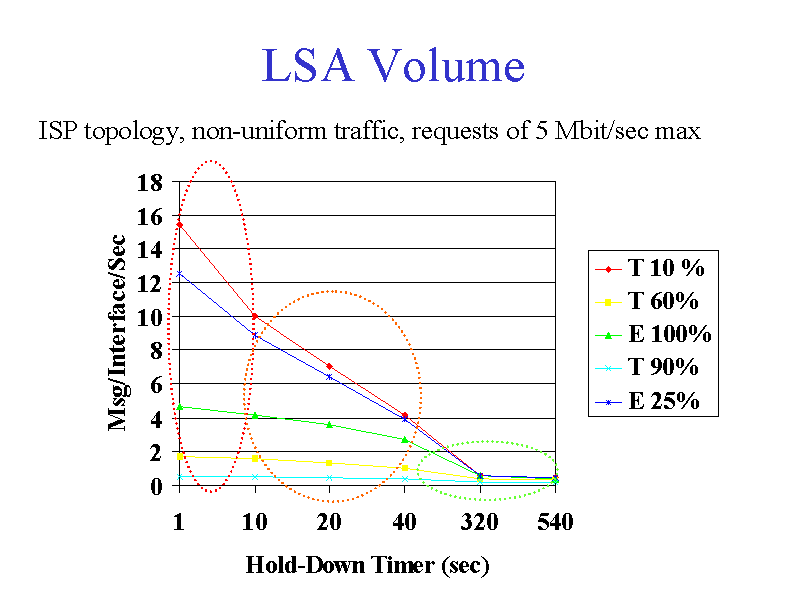 LSA Volume
ISP topology, non-uniform traffic, requests of 5 Mbit/sec max
18
16
14
12
10
8
6
4
2
0
Msg/Interface/Sec
1 10 20 40 320 540
Hold-Down Timer (sec)
T 10 %
T 60%
E 100%
T 90%
E 25%